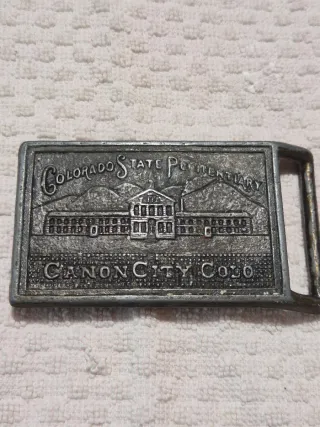 COLORADO STATE PENITENTIARY
CANON CITY COLO